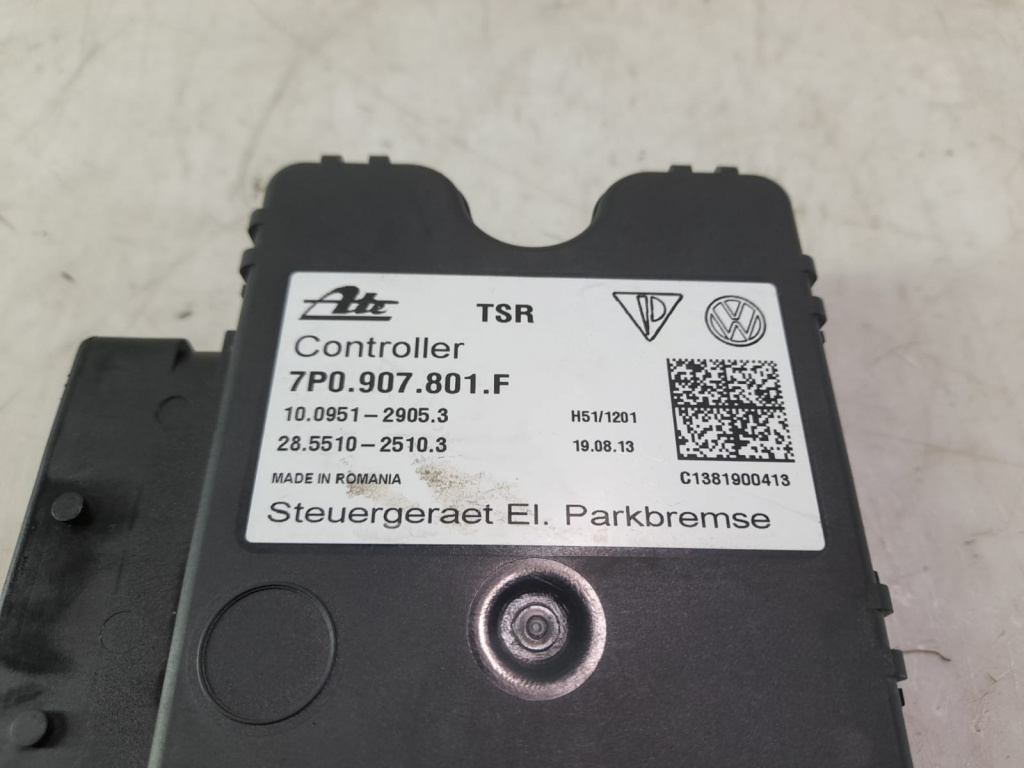 Ate
TSR
Controller
7P0.907.801.F
10.0951-2905.3
H51/1201
28.5510-2510.3
19.08.13
MADE IN ROMANIA
C1381900413
Steuergeraet El. Parkbremse